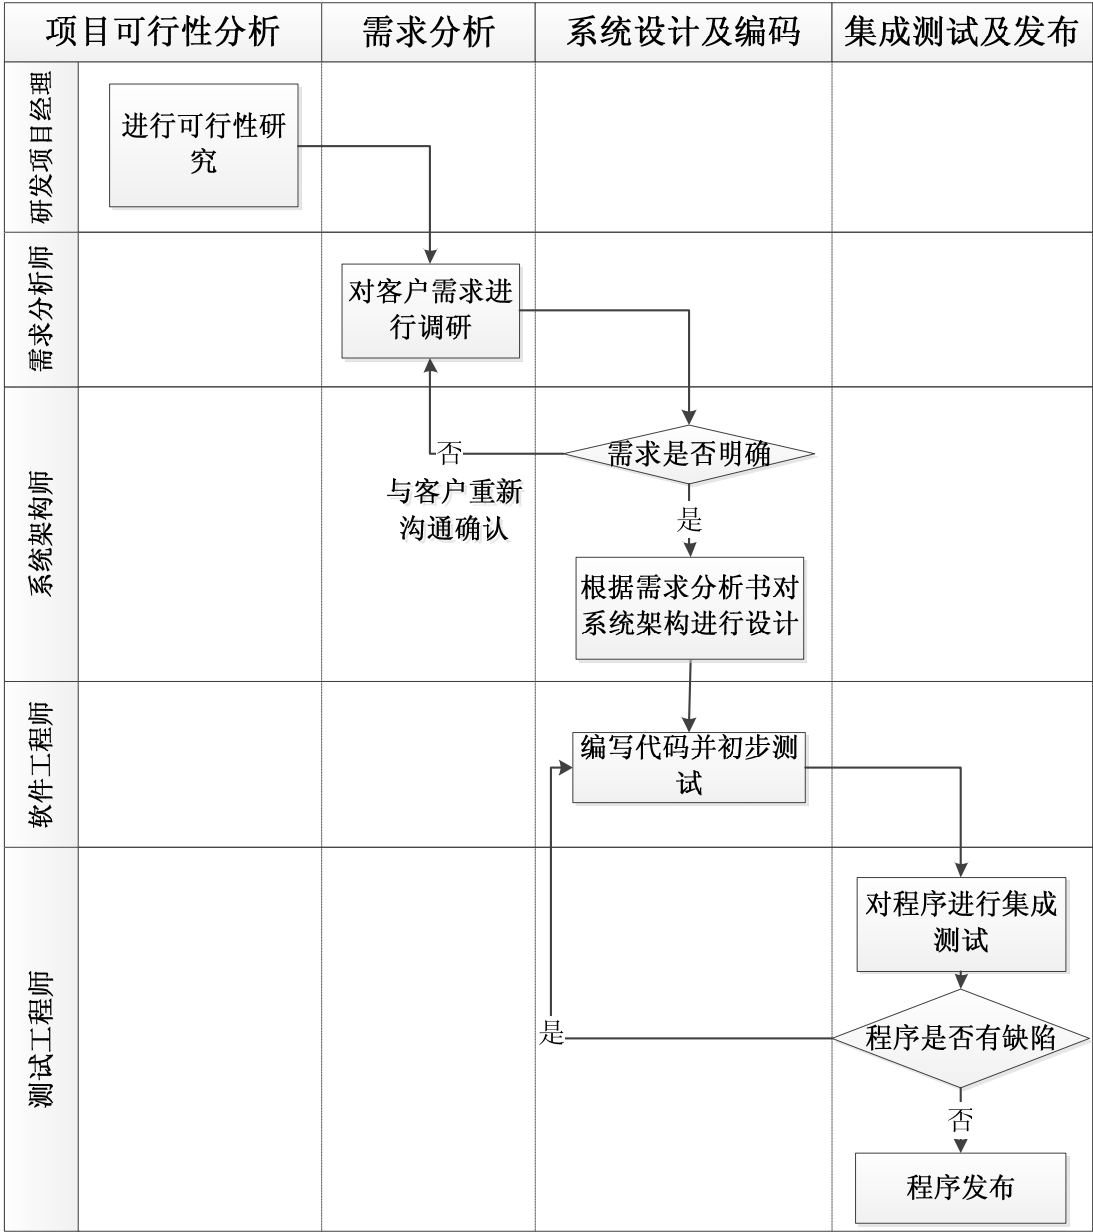 项目可行性分析
需求分析
系统设计及编码
集成测试及发布
研发项目经理
进行可行性研
究
需求分析师
对客户需求进
行调研
系统架构师
需求是否明确
否
与客户重新
沟通确认
是
根据需求分析书对
系统架构进行设计
软件工程师
编写代码并初步测
试
测试工程师
对程序进行集成
测试
程序是否有缺陷
是
否
程序发布